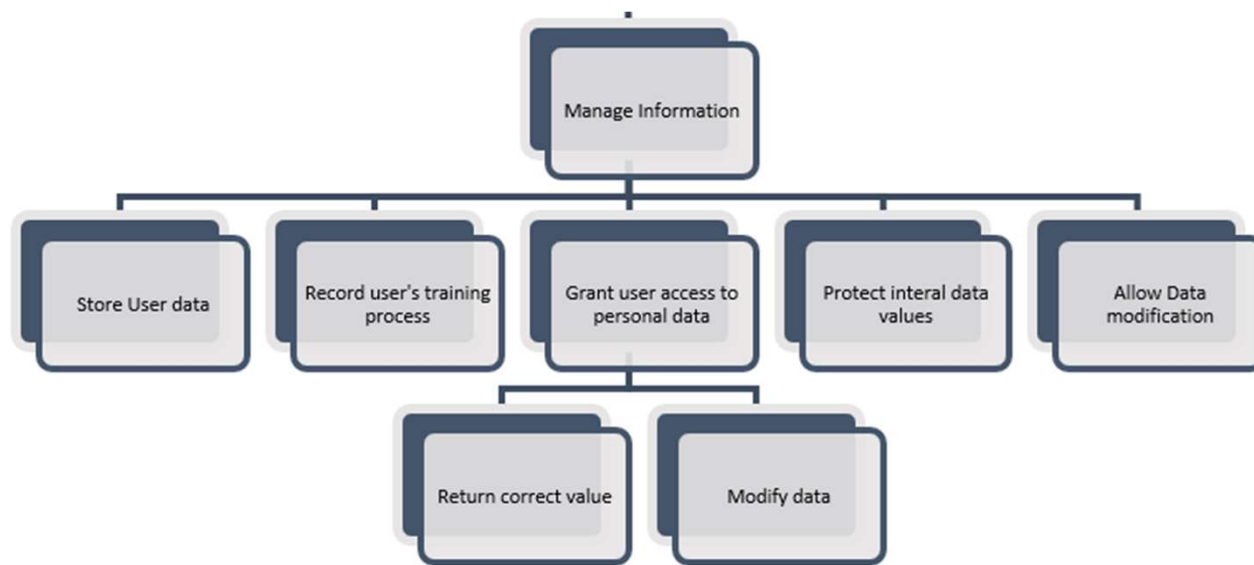 Manage Information
Store User data
Record user's training
process
Grant user access to
personal data
Protect interal data
values
Allow Data
modification
Return correct value
Modify data